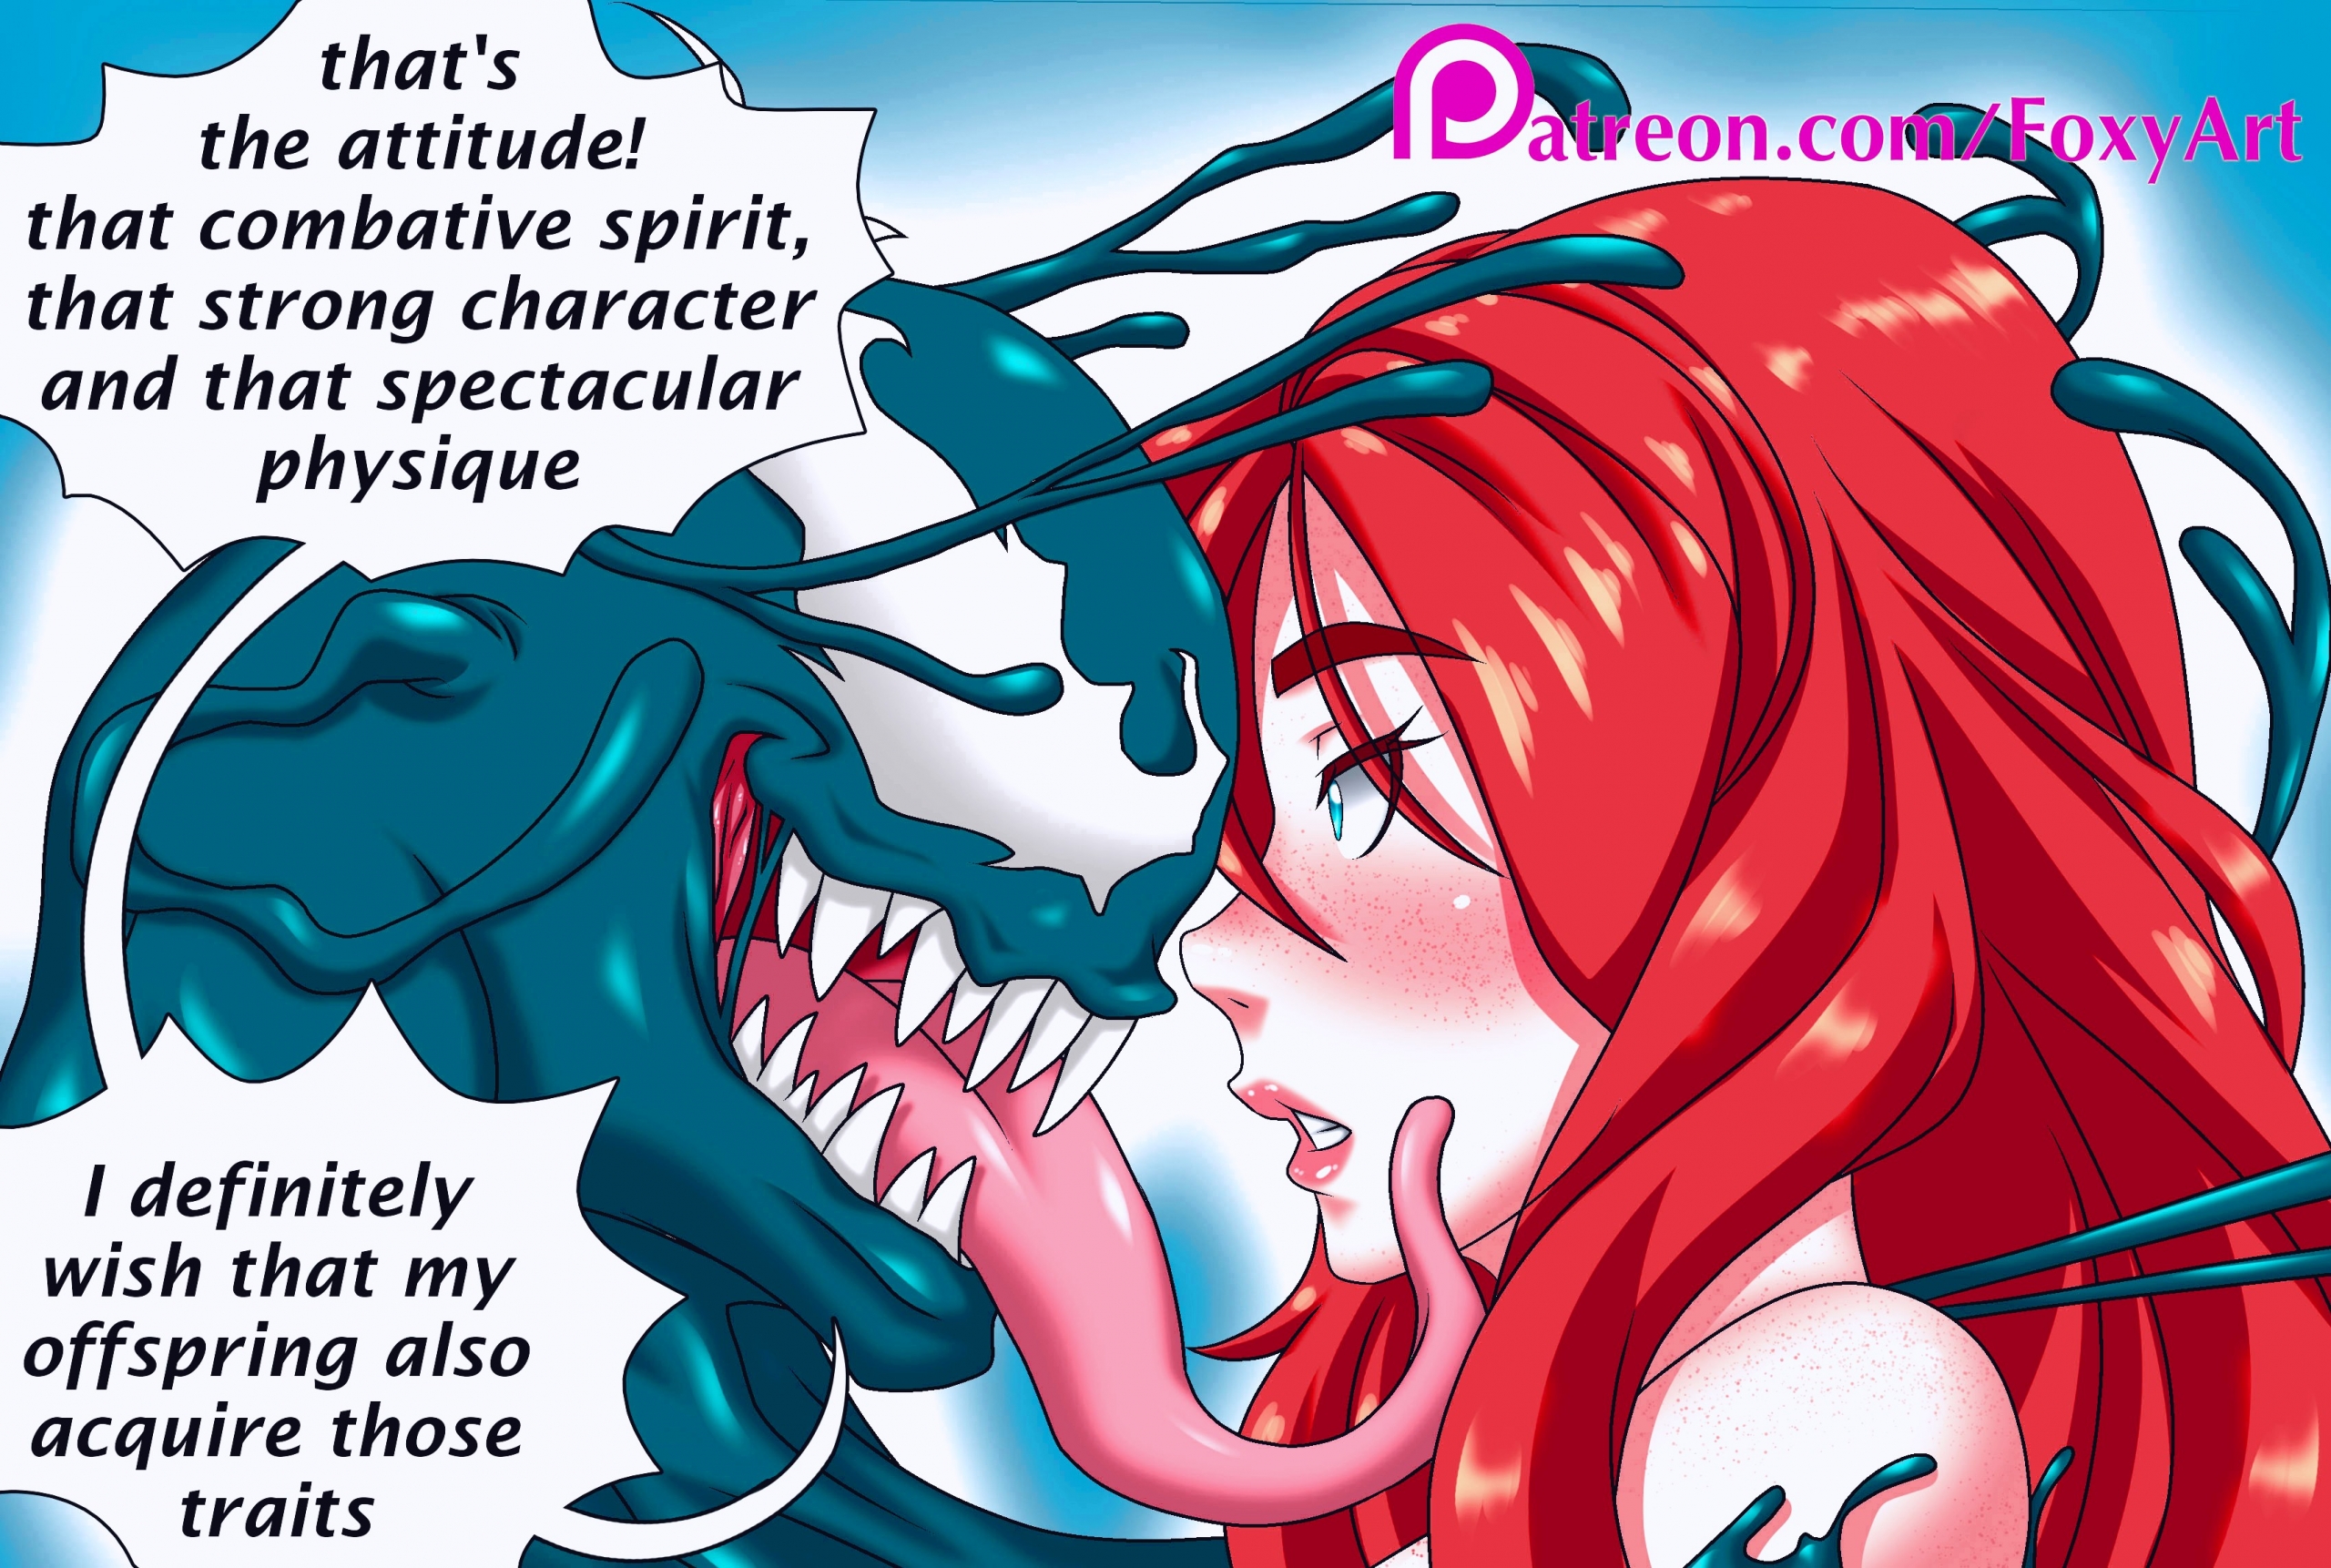 that's
the attitude!
that combative spirit,
that strong character
and that spectacular
physique
Patreon.com/FoxyArt
I definitely
wish that my
offspring also
acquire those
traits